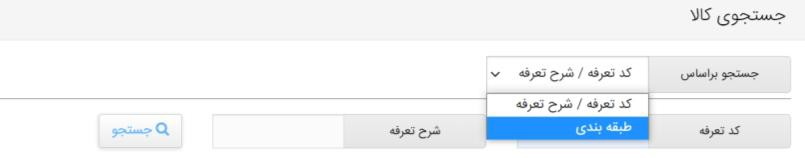 جستجوی کالا
جستجو براساس
کد تعرفه / شرح تعرفه
کد تعرفه / شرح تعرفه
طبقه بندی
کد تعرفه
شرح تعرفه
جستجو